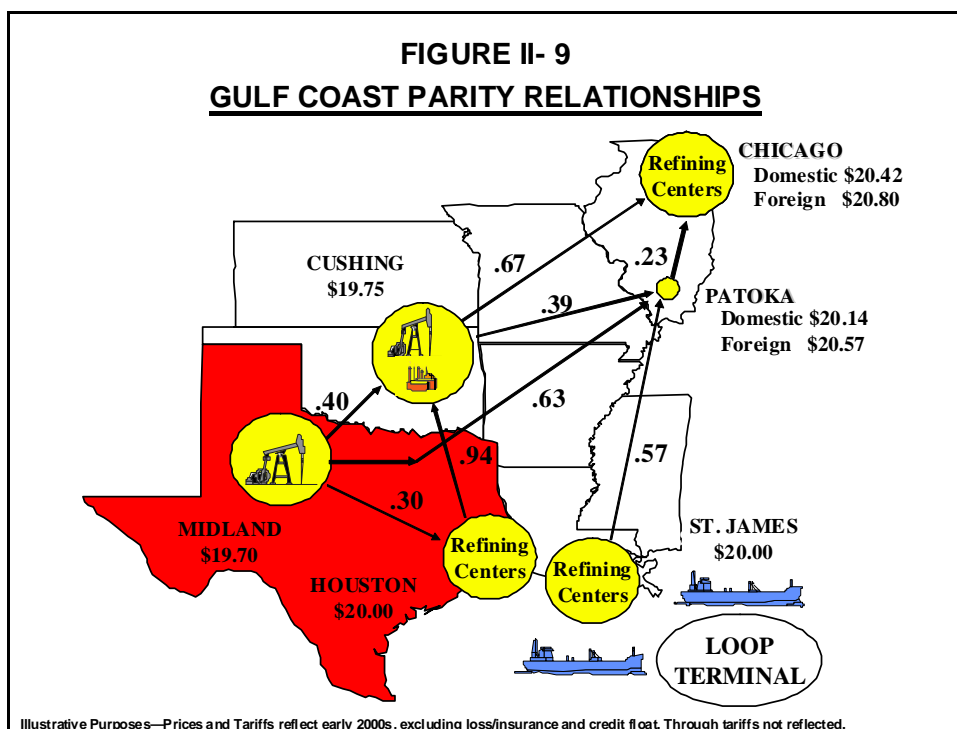 FIGURE II- 9
GULF COAST PARITY RELATIONSHIPS
Refining
Centers
CHICAGO
Domestic $20.42
Foreign $20.80
.67
.23
CUSHING
$19.75
.39
PATOKA
Domestic $20.14
Foreign $20.57
.40
.63
.94
.57
.30
MIDLAND
$19.70
Refining
Centers
HOUSTON
$20.00
Refining
Centers
ST. JAMES
$20.00
LOOP
TERMINAL
Illustrative Purposes—Prices and Tariffs reflect early 2000s, excluding loss/insurance and credit float. Through tariffs not reflected.